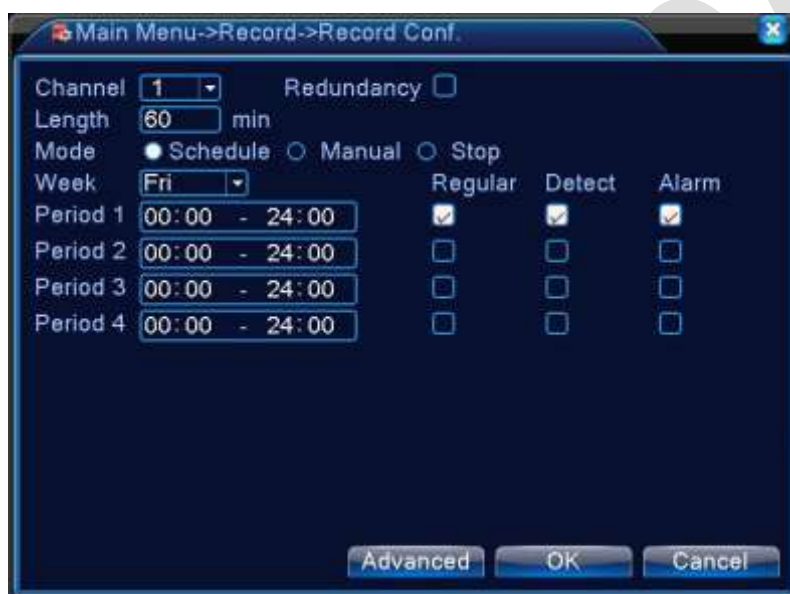 Main Menu->Record->Record Conf.
Channel 1 Redundancy
Length 60 min
Mode Schedule Manual Stop
Week Fri Regular Detect Alarm
Period 1 00:00 - 24:00
Period 2 00:00 - 24:00
Period 3 00:00 - 24:00
Period 4 00:00 - 24:00
Advanced OK Cancel